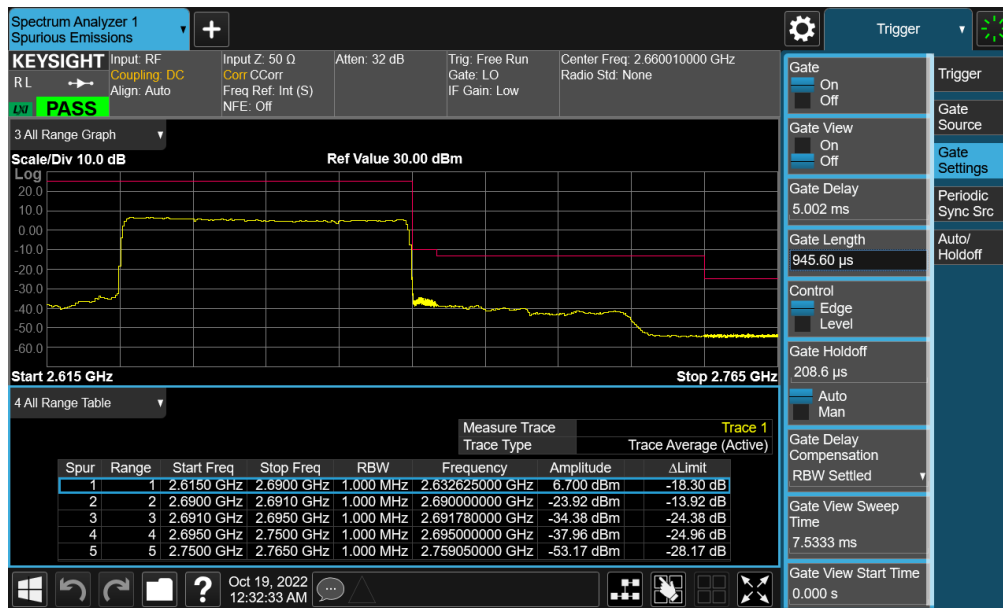 Spectrum Analyzer 1
Spurious Emissions
+
Trigger
KEYSIGHT
R L
LXI
PASS
Input: RF
Coupling: DC
Align: Auto
Input Z: 50 Ω
Corr CCorr
Freq Ref: Int (S)
NFE: Off
Atten: 32 dB
Trig: Free Run
Gate: LO
IF Gain: Low
Center Freq: 2.660010000 GHz
Radio Std: None
3 All Range Graph
Scale/Div 10.0 dB
Ref Value 30.00 dBm
Log
20.0
10.0
0.00
-10.0
-20.0
-30.0
-40.0
-50.0
-60.0
Start 2.615 GHz
Stop 2.765 GHz
4 All Range Table
Measure Trace Trace 1
Trace Type Trace Average (Active)
Spur Range Start Freq Stop Freq RBW Frequency Amplitude ΔLimit
1 1 2.6150 GHz 2.6900 GHz 1.000 MHz 2.632625000 GHz 6.700 dBm -18.30 dB
2 2 2.6900 GHz 2.6910 GHz 1.000 MHz 2.690000000 GHz -23.92 dBm -13.92 dB
3 3 2.6910 GHz 2.6950 GHz 1.000 MHz 2.691780000 GHz -34.38 dBm -24.38 dB
4 4 2.6950 GHz 2.7500 GHz 1.000 MHz 2.695000000 GHz -37.96 dBm -24.96 dB
5 5 2.7500 GHz 2.7650 GHz 1.000 MHz 2.759050000 GHz -53.17 dBm -28.17 dB
?
Oct 19, 2022
12:32:33 AM
Gate
On
Off
Gate View
On
Off
Gate Delay
5.002 ms
Gate Length
945.60 µs
Control
Edge
Level
Gate Holdoff
208.6 µs
Auto
Man
Gate Delay
Compensation
RBW Settled
Gate View Sweep
Time
7.5333 ms
Gate View Start Time
0.000 s
Trigger
Gate
Source
Gate
Settings
Periodic
Sync Src
Auto/
Holdoff